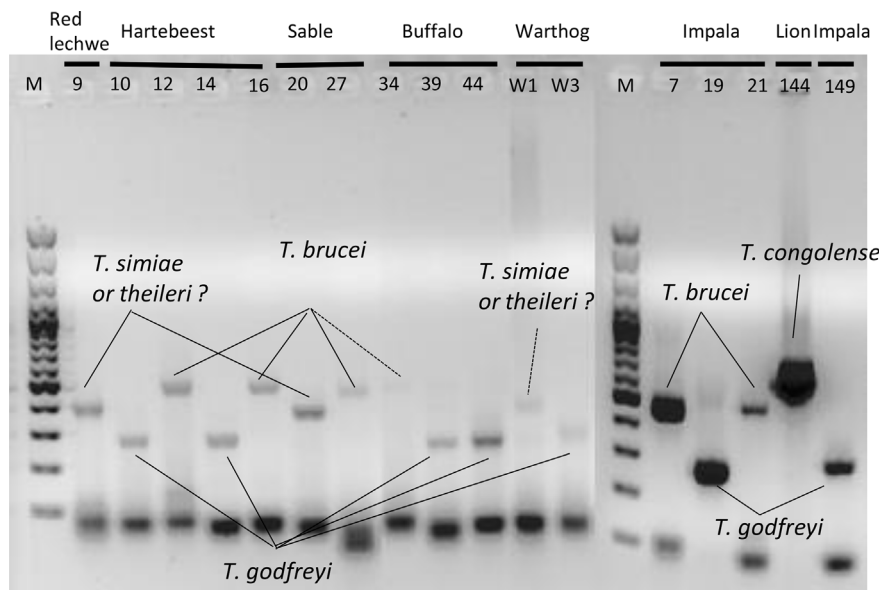 Red
lechwe
Hartebeest
Sable
Buffalo
Warthog
Impala
Lion
Impala
M
9
10
12
14
16
20
27
34
39
44
W1
W3
M
7
19
21
144
149
T. simiae
or theileri ?
T. brucei
T. simiae
or theileri ?
T. brucei
T. congolense
T. godfreyi
T. godfreyi